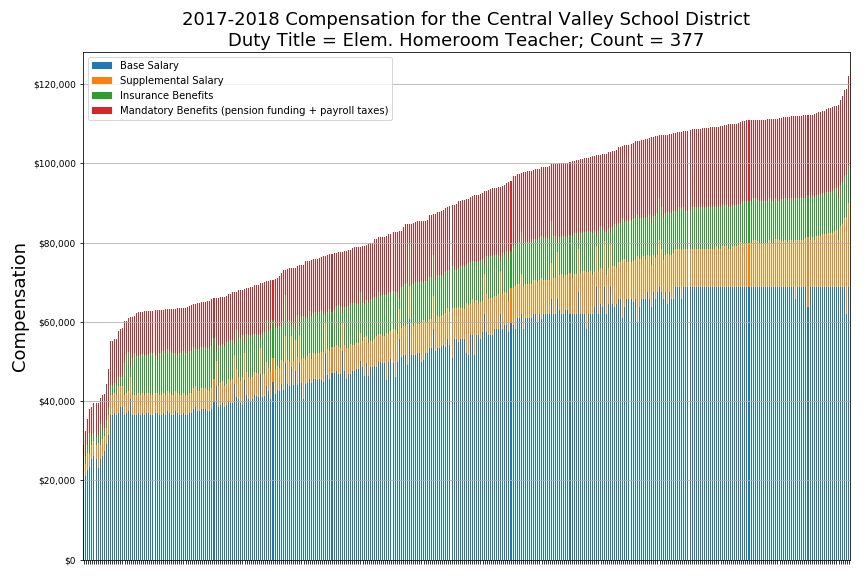 2017-2018 Compensation for the Central Valley School District
Duty Title = Elem. Homeroom Teacher; Count = 377
Base Salary
Supplemental Salary
Insurance Benefits
Mandatory Benefits (pension funding + payroll taxes)
$120,000
$100,000
$80,000
$60,000
$40,000
$20,000
$0
Compensation